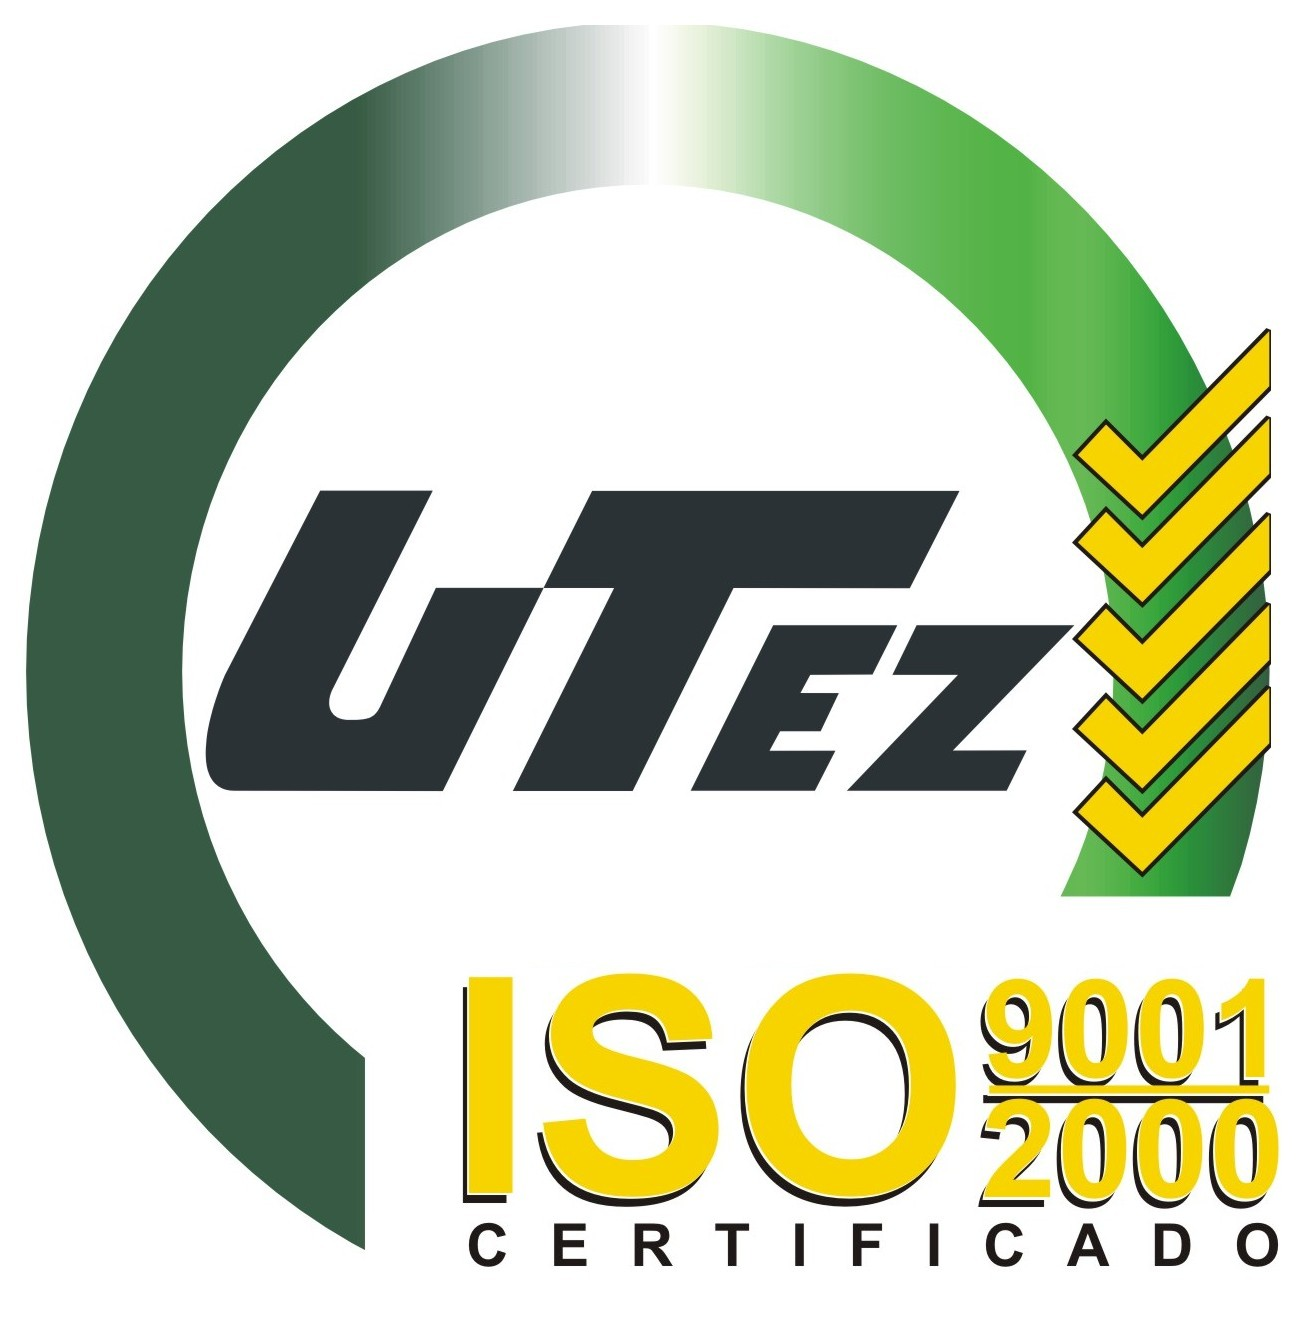 UTEZ
ISO 9001
2000
CERTIFICADO